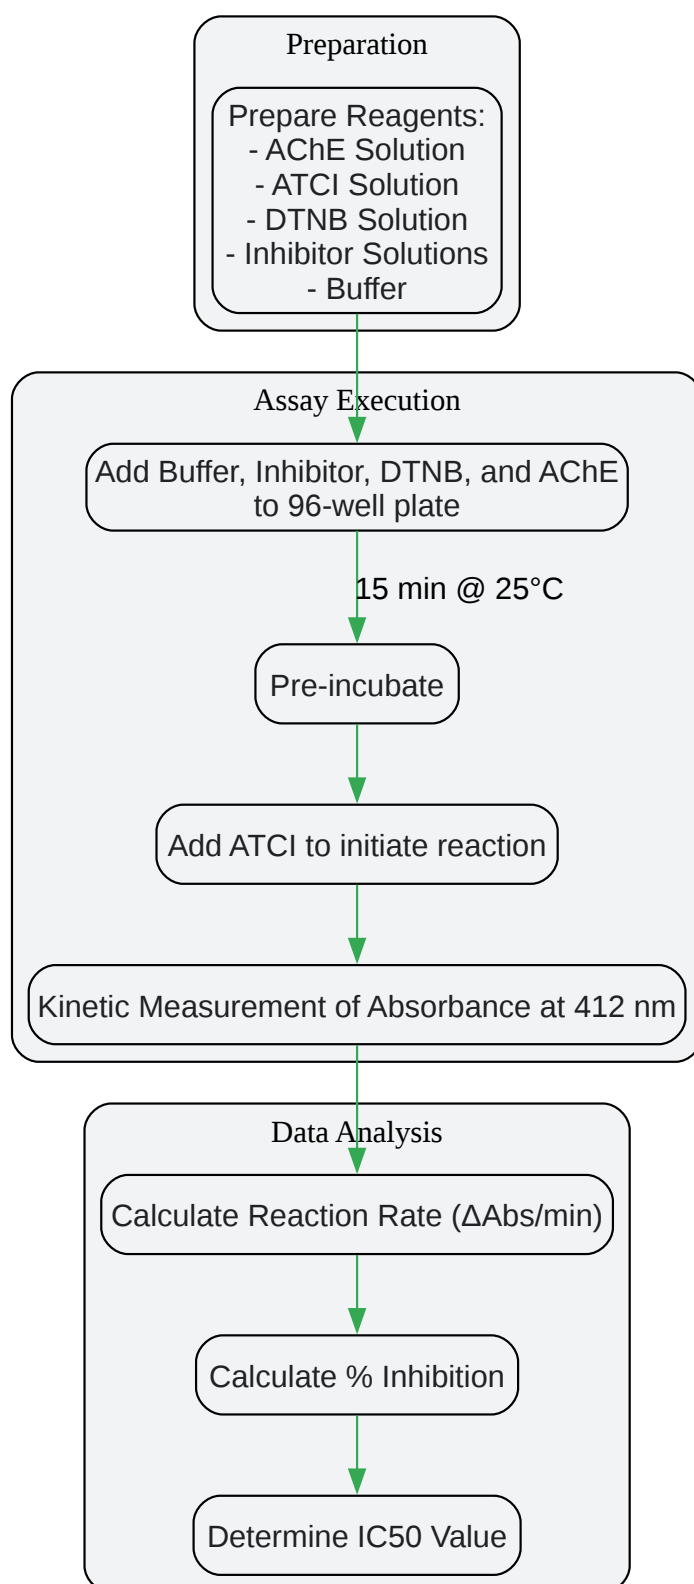 Preparation
Prepare Reagents:
- AChE Solution
- ATCI Solution
- DTNB Solution
- Inhibitor Solutions
- Buffer
Assay Execution
Add Buffer, Inhibitor, DTNB, and AChE
to 96-well plate
15 min @ 25°C
Pre-incubate
Add ATCI to initiate reaction
Kinetic Measurement of Absorbance at 412 nm
Data Analysis
Calculate Reaction Rate (ΔAbs/min)
Calculate % Inhibition
Determine IC50 Value